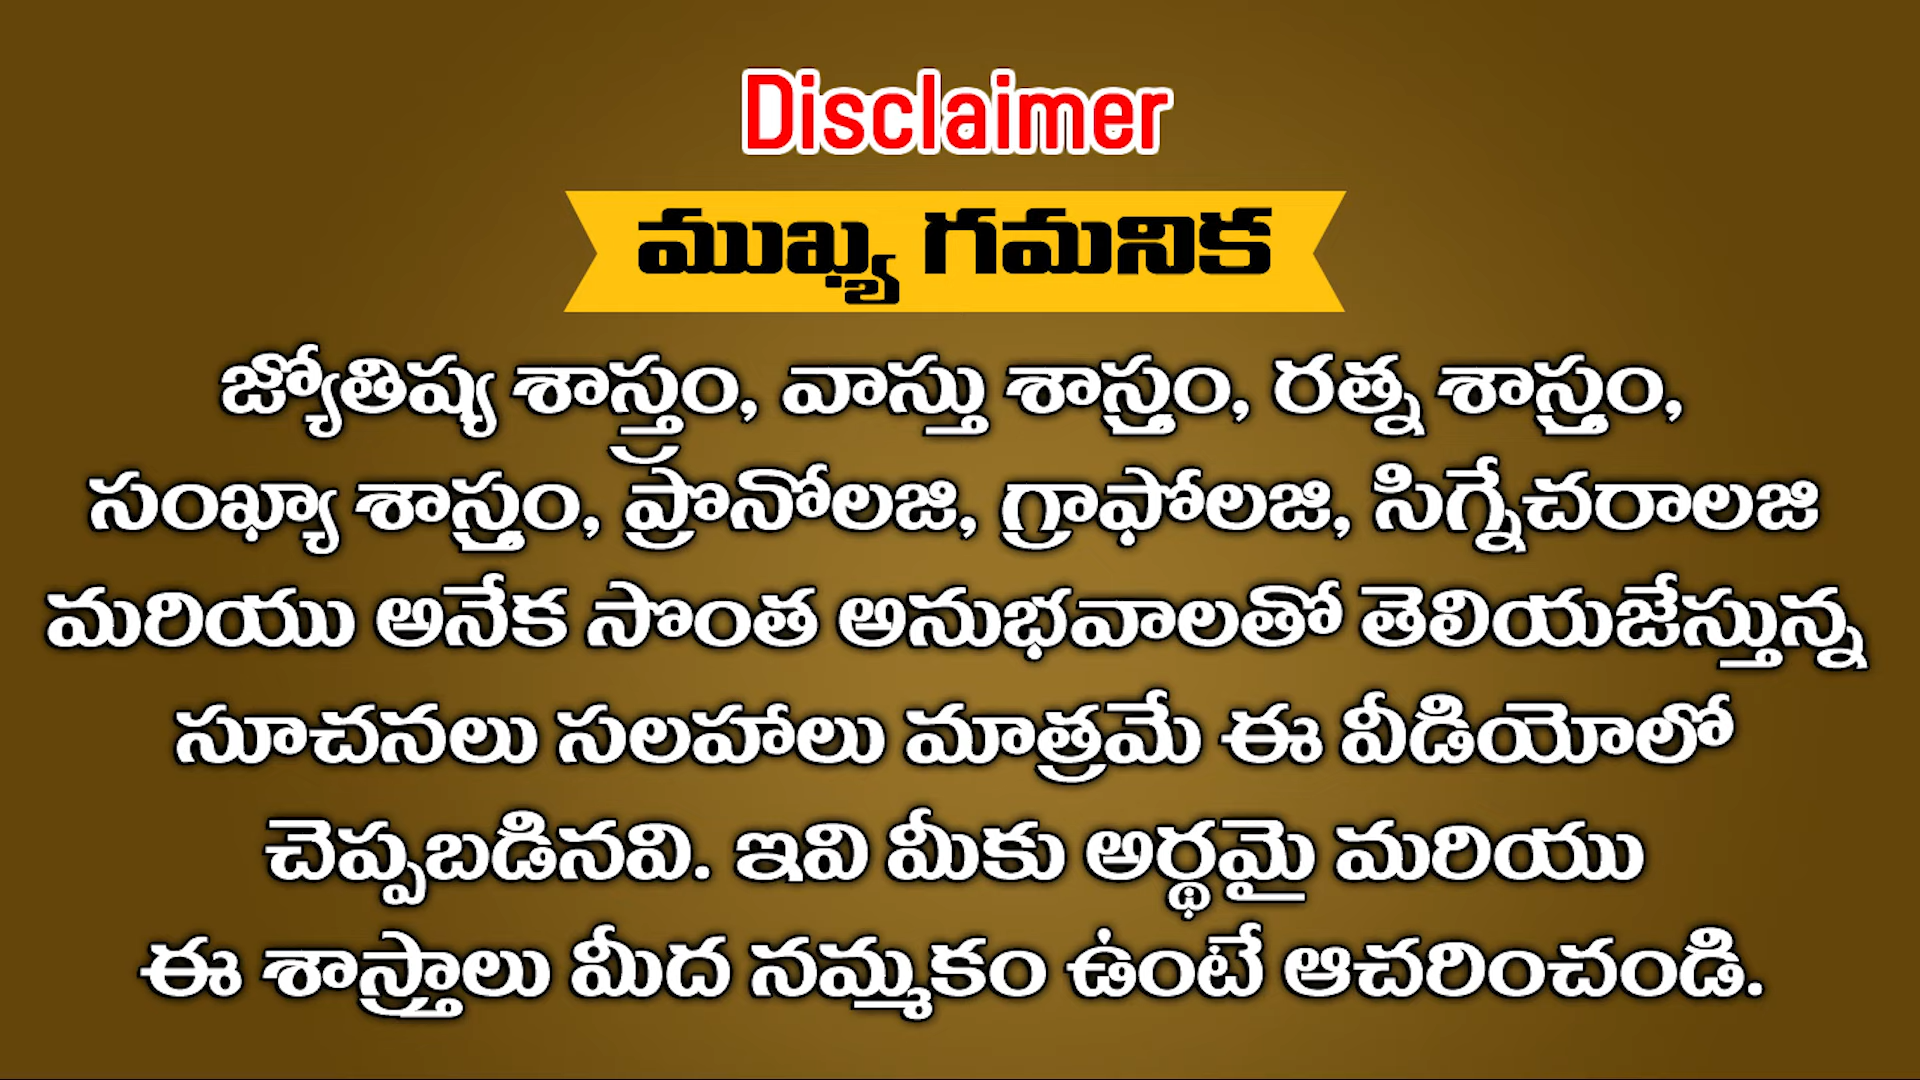 Disclaimer
ముఖ్య గమనిక
జ్యోతిష్య శాస్త్రం, వాస్తు శాస్త్రం, రత్న శాస్త్రం,
సంఖ్యా శాస్త్రం, ప్రొనోలజి, గ్రాఫోలజి, సిగ్నేచరాలజి
మరియు అనేక సొంత అనుభవాలతో తెలియజేస్తున్న
సూచనలు సలహాలు మాత్రమే ఈ వీడియోలో
చెప్పబడినవి. ఇవి మీకు అర్థమై మరియు
ఈ శాస్త్రాలు మీద నమ్మకం ఉంటే ఆచరించండి.